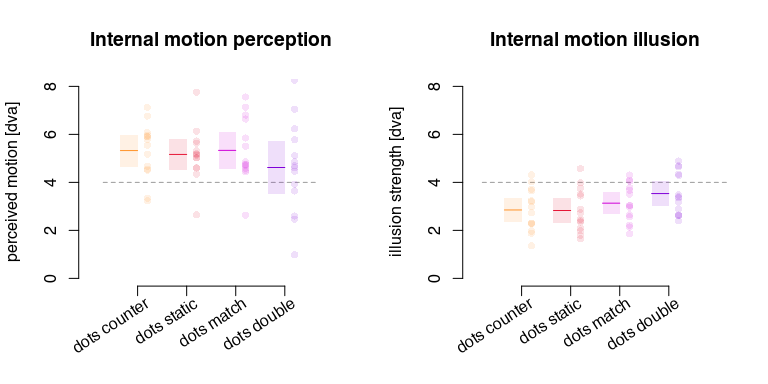 Internal motion perception
perceived motion [dva]
8
6
4
2
0
dots counter
dots static
dots match
dots double
Internal motion illusion
illusion strength [dva]
8
6
4
2
0
dots counter
dots static
dots match
dots double